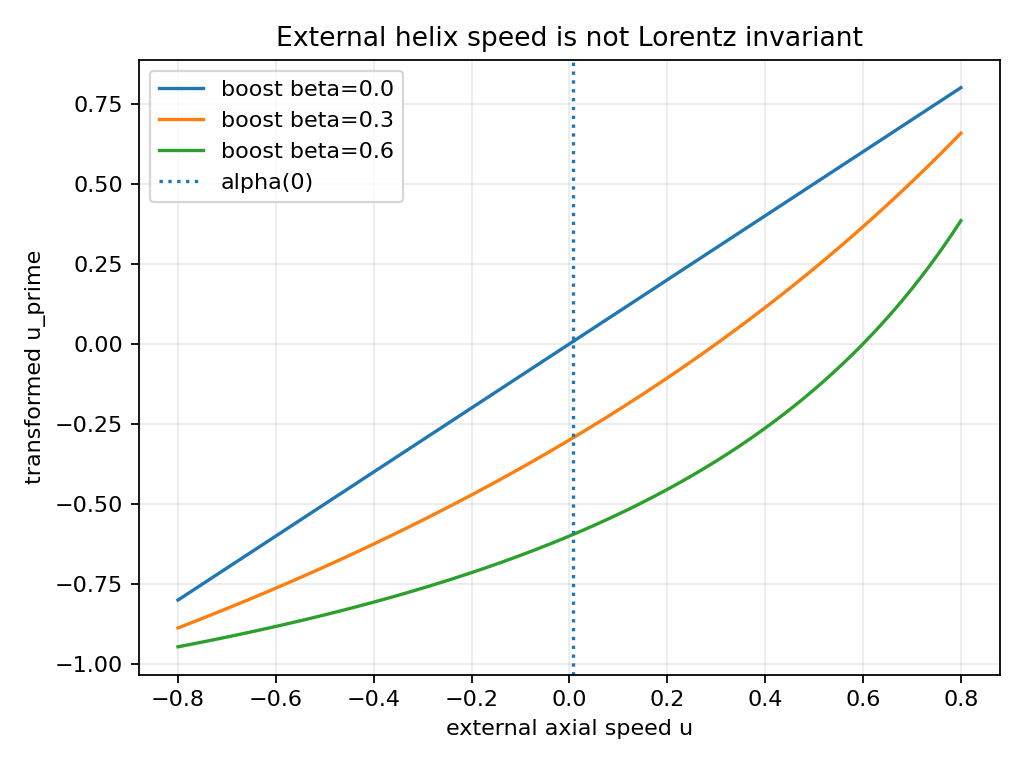 External helix speed is not Lorentz invariant
boost beta=0.0
boost beta=0.3
boost beta=0.6
alpha(0)
transformed u_prime
0.75
0.50
0.25
0.00
−0.25
−0.50
−0.75
−1.00
−0.8 −0.6 −0.4 −0.2 0.0 0.2 0.4 0.6 0.8
external axial speed u